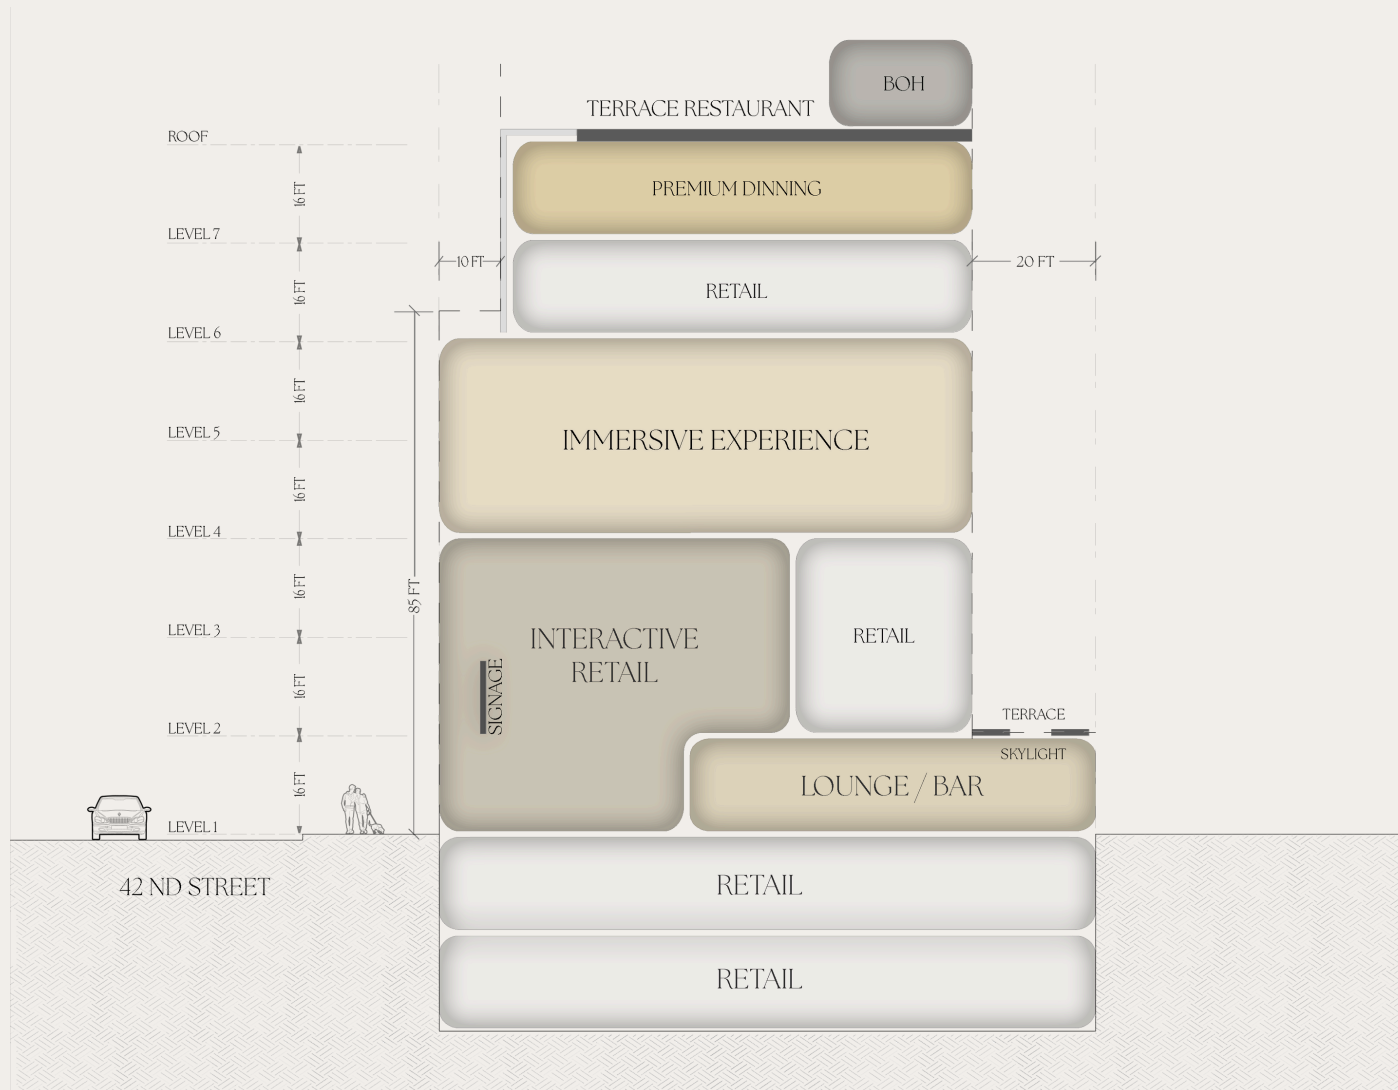 BOH
TERRACE RESTAURANT
ROOF
PREMIUM DINNING
16 FT
LEVEL 7
10 FT
20 FT
RETAIL
16 FT
LEVEL 6
16 FT
LEVEL 5
IMMERSIVE EXPERIENCE
16 FT
LEVEL 4
16 FT
85 FT
LEVEL 3
INTERACTIVE
RETAIL
RETAIL
SIGNAGE
16 FT
LEVEL 2
TERRACE
SKYLIGHT
16 FT
LOUNGE / BAR
LEVEL 1
42 ND STREET
RETAIL
RETAIL